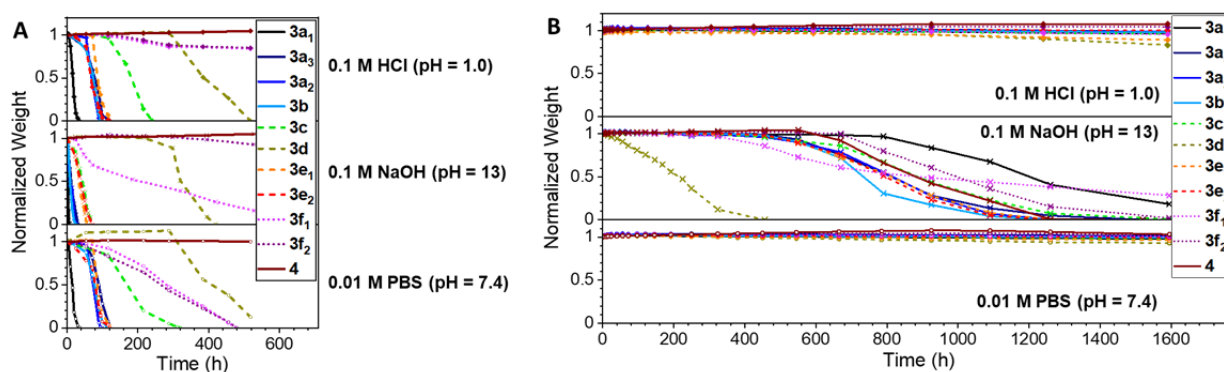 A
Normalized Weight
1
0.5
0
1
0.5
0
1
0.5
0
0 200 400 600
Time (h)
3a1
3a3
3a2
3b
3c
3d
3e1
3e2
3f1
3f2
4
0.1 M HCl (pH = 1.0)
0.1 M NaOH (pH = 13)
0.01 M PBS (pH = 7.4)
B
Normalized Weight
1
0.5
0
1
0.5
0
1
0.5
0
0 200 400 600 800 1000 1200 1400 1600
Time (h)
0.1 M HCl (pH = 1.0)
0.1 M NaOH (pH = 13)
0.01 M PBS (pH = 7.4)
3a
3a
3a
3b
3c
3d
3e
3e
3f1
3f2
4